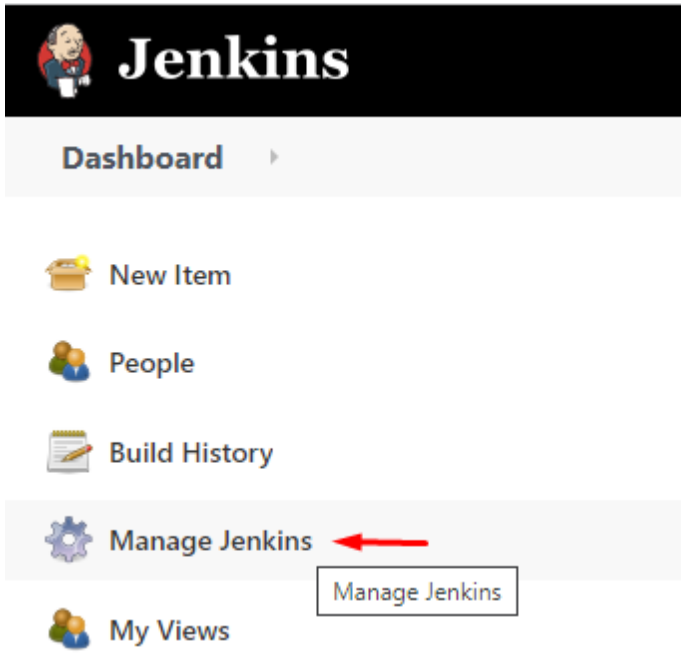 Jenkins
Dashboard
New Item
People
Build History
Manage Jenkins
Manage Jenkins
My Views